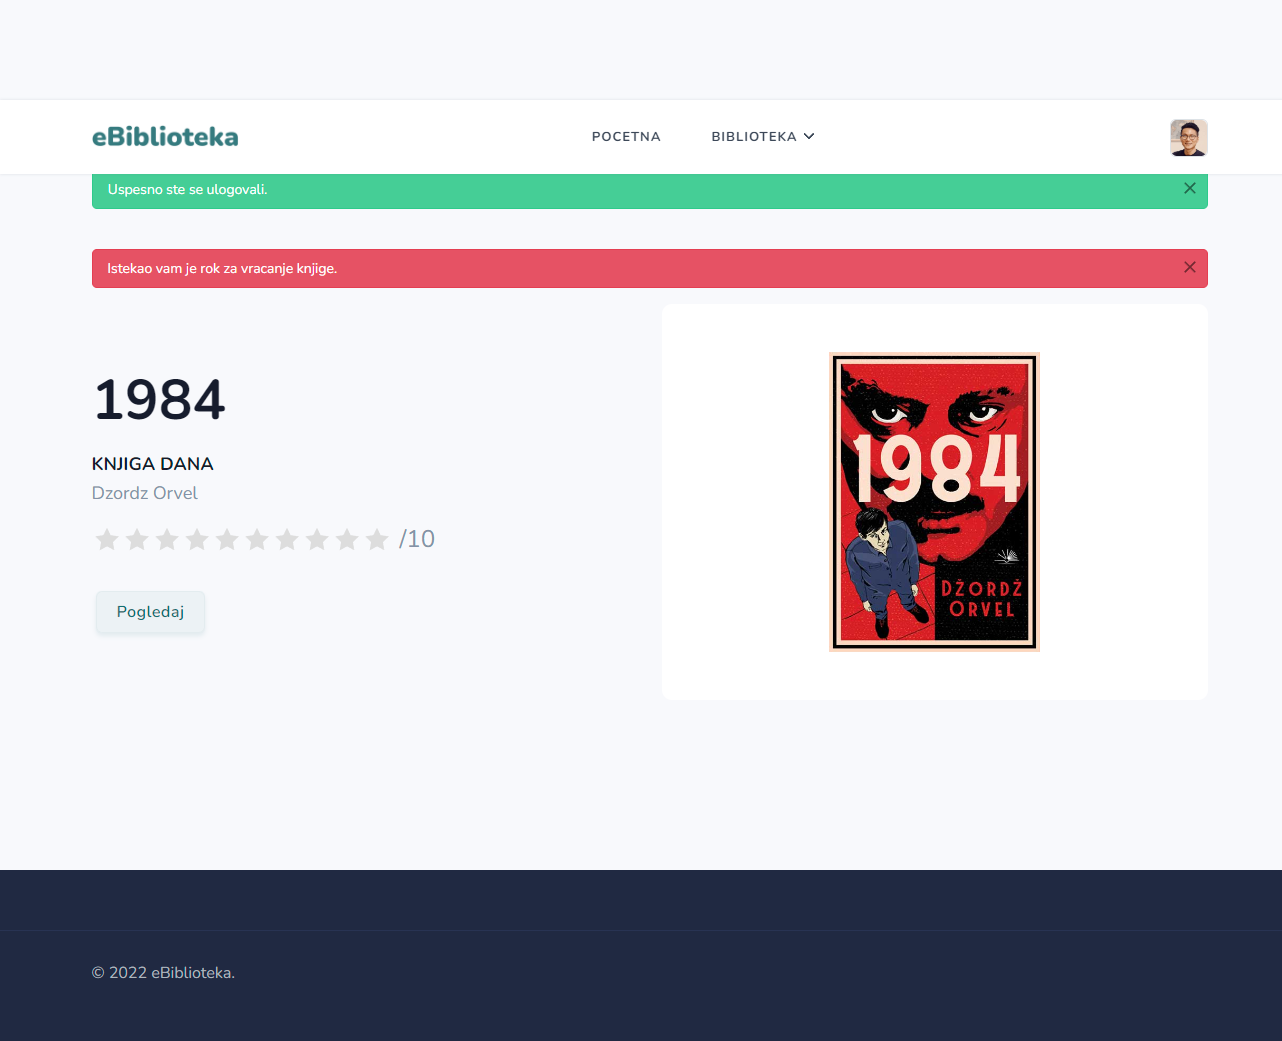 eBiblioteka
POCETNA
BIBLIOTEKA
Uspesno ste se ulogovali.
Istekao vam je rok za vracanje knjige.
1984
KNJIGA DANA
Dzordz Orvel
/10
Pogledaj
1984
DŽORDŽ
ORVEL
© 2022 eBiblioteka.